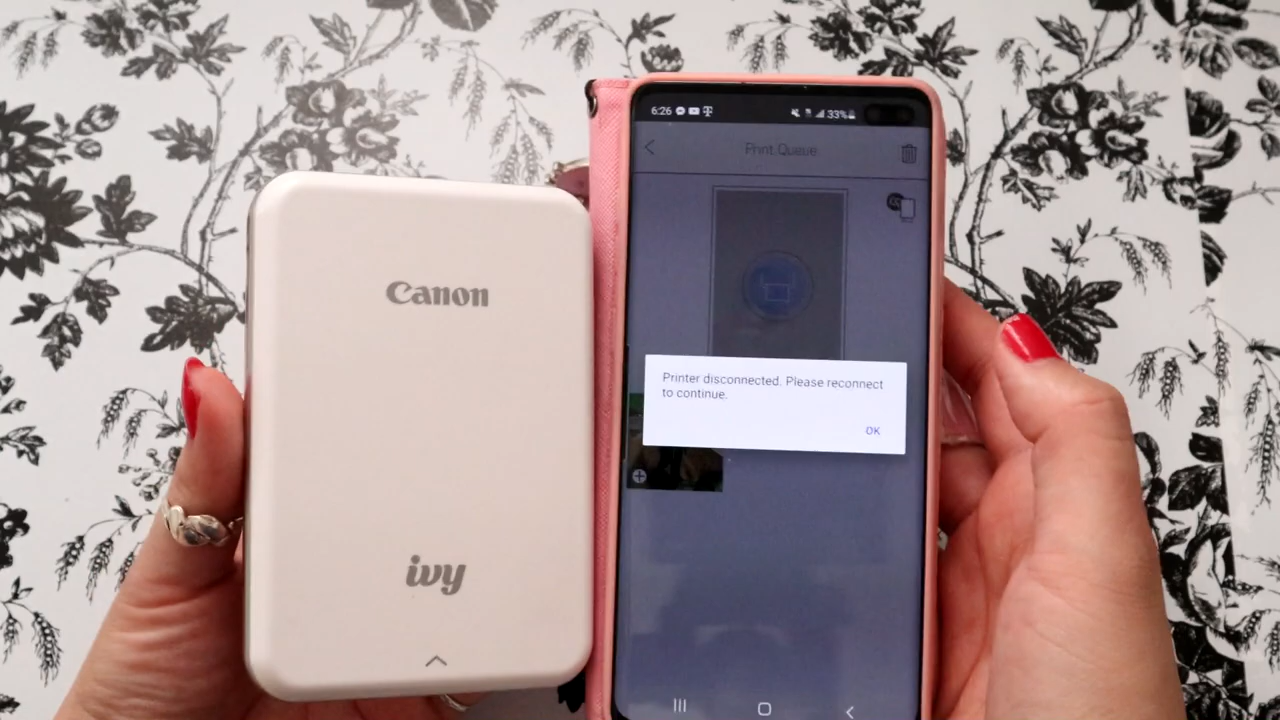 Canon
ivy
6:26
33%
Print Queue
Printer disconnected. Please reconnect
to continue.
OK